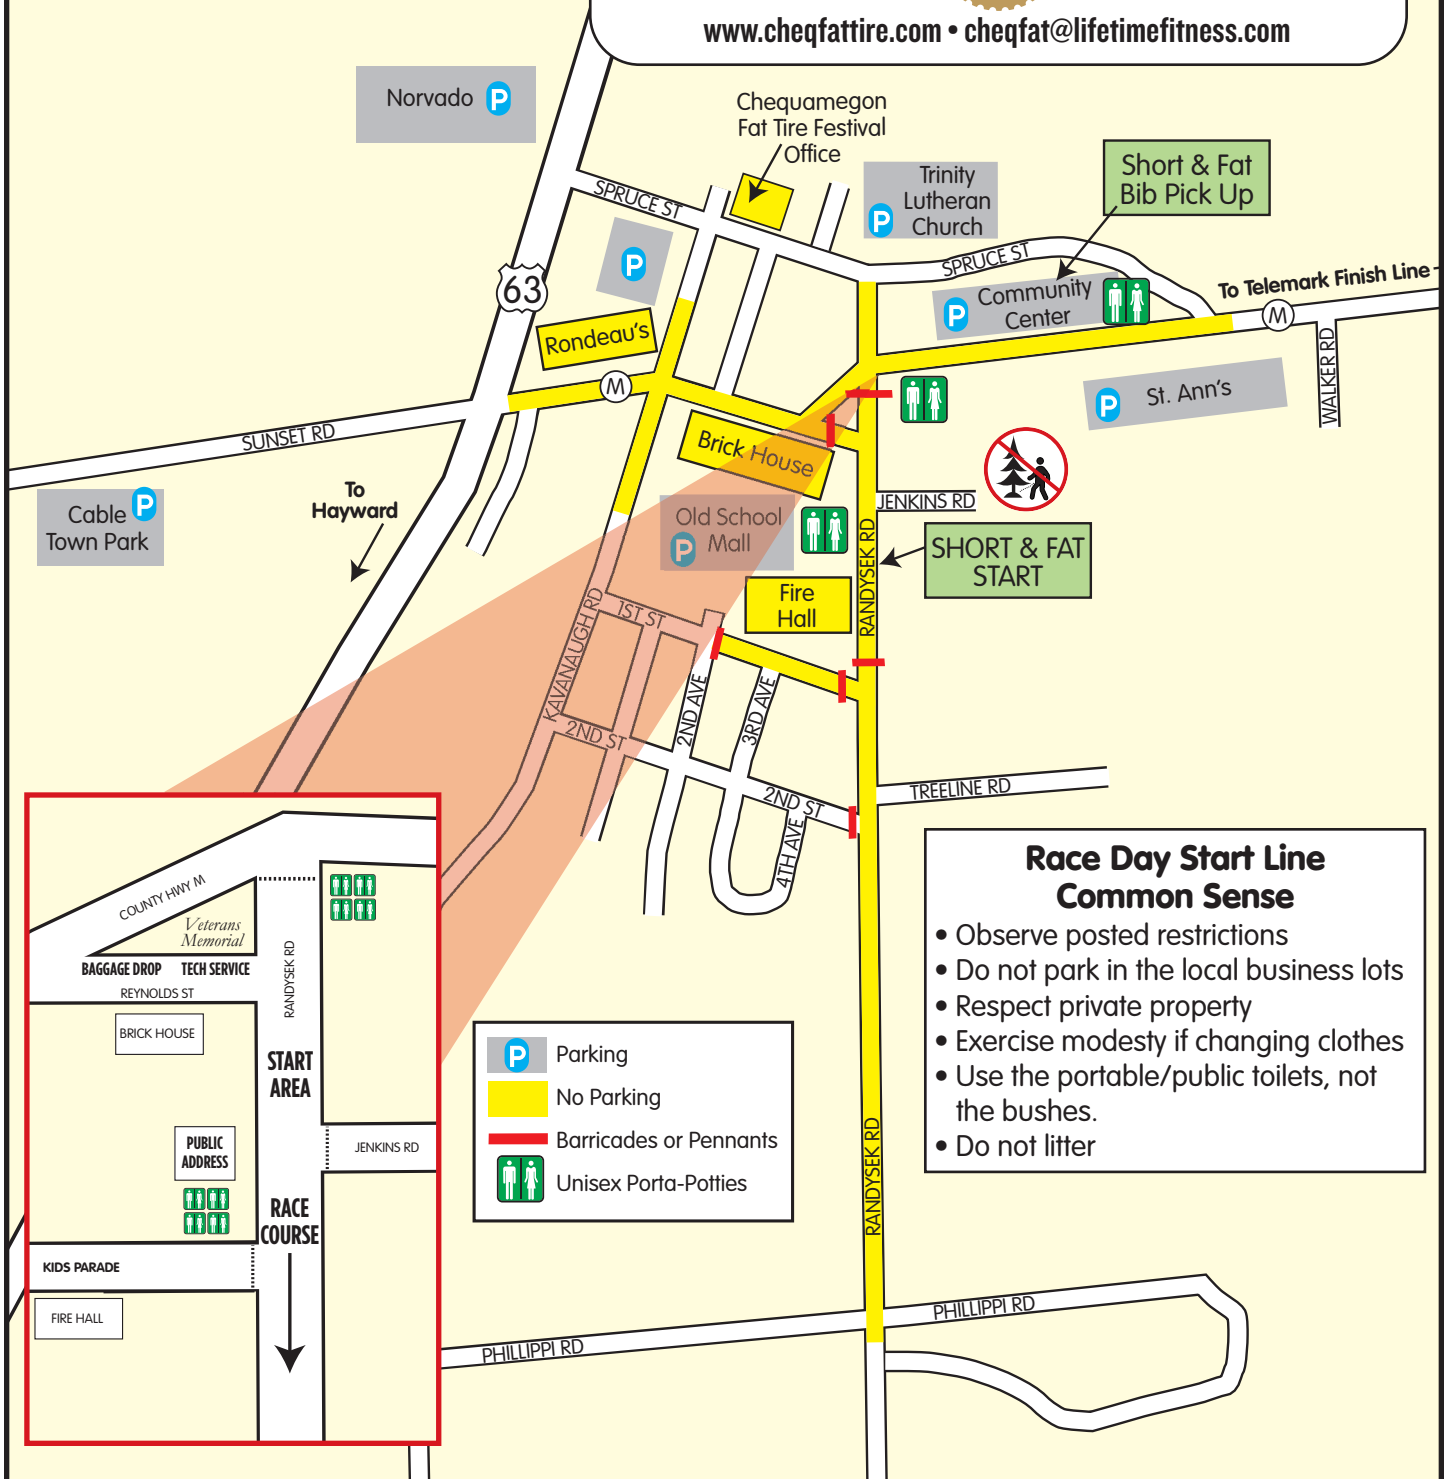 www.cheqfattire.com • cheqfat@lifetimefitness.com
Norvado P
Chequamegon
Fat Tire Festival
Office
Trinity
Lutheran
Church
P
Short & Fat
Bib Pick Up
SPRUCE ST
P
SPRUCE ST
63
Community
Center
P
To Telemark Finish Line
M
Rondeau's
M
WALKER RD
St. Ann's
P
SUNSET RD
Brick House
Cable
Town Park
P
To
Hayward
JENKINS RD
Old School
Mall
P
RANDYSEK RD
SHORT & FAT
START
Fire
Hall
KAVANAUGH RD
1ST ST
2ND ST
2ND AVE
3RD AVE
2ND ST
4TH AVE
TREELINE RD
COUNTY HWY M
Veterans
Memorial
BAGGAGE DROP TECH SERVICE
REYNOLDS ST
RANDYSEK RD
BRICK HOUSE
START
AREA
PUBLIC
ADDRESS
JENKINS RD
RACE
COURSE
KIDS PARADE
FIRE HALL
P Parking
No Parking
Barricades or Pennants
Unisex Porta-Potties
Race Day Start Line
Common Sense
• Observe posted restrictions
• Do not park in the local business lots
• Respect private property
• Exercise modesty if changing clothes
• Use the portable/public toilets, not
the bushes.
• Do not litter
RANDYSEK RD
PHILLIPPI RD
PHILLIPPI RD